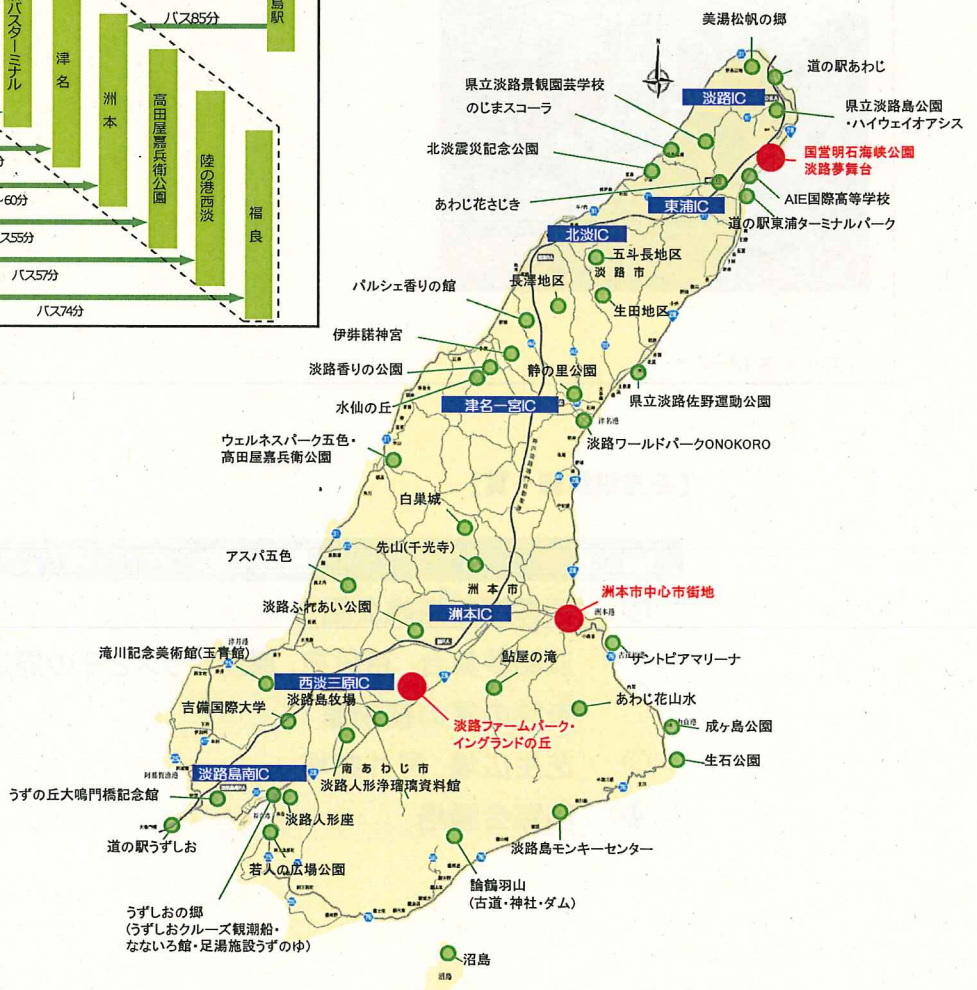 バスターミナル
津名
洲本
高田屋嘉兵衛公園
陸の港西淡
福良
島駅
バス85分
分
~60分
ス55分
バス57分
バス74分
美湯松帆の郷
N
道の駅あわじ
県立淡路景観園芸学校
のじまスコーラ
淡路IC
県立淡路島公園
・ハイウェイオアシス
北淡震災記念公園
国営明石海峡公園
淡路夢舞台
あわじ花さじき
東浦IC
AIE国際高等学校
道の駅東浦ターミナルパーク
北淡IC
五斗長地区
淡路市
長澤地区
パルシェ香りの館
生田地区
伊弉諾神宮
淡路香りの公園
静の里公園
水仙の丘
津名一宮IC
県立淡路佐野運動公園
津名港
淡路ワールドパークONOKORO
ウェルネスパーク五色・
高田屋嘉兵衛公園
白巣城
先山(千光寺)
アスパ五色
洲本市
洲本市中心市街地
淡路ふれあい公園
洲本IC
洲本港
津井港
滝川記念美術館(玉青館)
鮎屋の滝
サントピアマリーナ
西淡三原IC
淡路島牧場
あわじ花山水
吉備国際大学
淡路ファームパーク・
イングランドの丘
成ヶ島公園
生石公園
南あわじ市
淡路島南IC
阿那賀漁港
淡路人形浄瑠璃資料館
うずの丘大鳴門橋記念館
淡路人形座
道の駅うずしお
淡路島モンキーセンター
若人の広場公園
論鶴羽山
(古道・神社・ダム)
うずしおの郷
(うずしおクルーズ観潮船・
なないろ館・足湯施設うずのゆ)
沼島
沼島